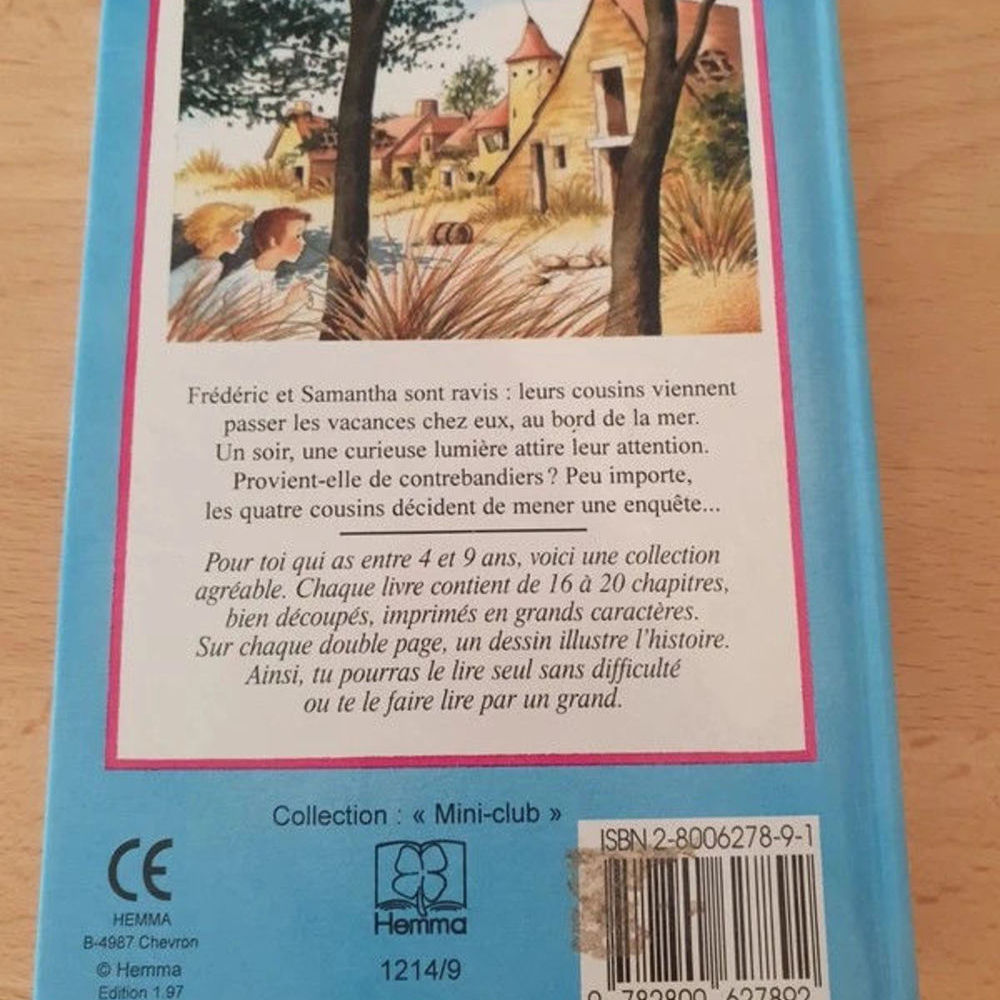 Frédéric et Samantha sont ravis : leurs cousins viennent
passer les vacances chez eux, au bord de la mer.
Un soir, une curieuse lumière attire leur attention.
Provient-elle de contrebandiers ? Peu importe,
les quatre cousins décident de mener une enquête...
Pour toi qui as entre 4 et 9 ans, voici une collection
agréable. Chaque livre contient de 16 à 20 chapitres,
bien découpés, imprimés en grands caractères.
Sur chaque double page, un dessin illustre l'histoire.
Ainsi, tu pourras le lire seul sans difficulté
ou te le faire lire par un grand.
Collection : « Mini-club »
CE
HEMMA
B-4987 Chevron
© Hemma
Edition 1.97
Hemma
1214/9
ISBN 2-8006278-9-1
9 782800 627892